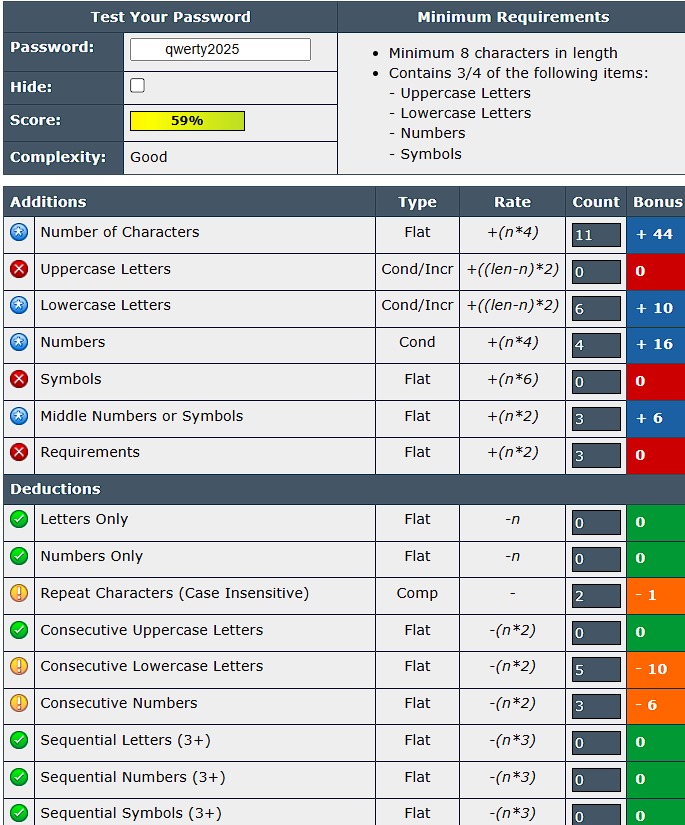 Test Your Password Minimum Requirements
Password: qwerty2025
Hide:
Score: 59%
Complexity: Good
• Minimum 8 characters in length
• Contains 3/4 of the following items:
- Uppercase Letters
- Lowercase Letters
- Numbers
- Symbols
Additions Type Rate Count Bonus
Number of Characters Flat +(n*4) 11 + 44
Uppercase Letters Cond/Incr +((len-n)*2) 0 0
Lowercase Letters Cond/Incr +((len-n)*2) 6 + 10
Numbers Cond +(n*4) 4 + 16
Symbols Flat +(n*6) 0 0
Middle Numbers or Symbols Flat +(n*2) 3 + 6
Requirements Flat +(n*2) 3 0
Deductions
Letters Only Flat -n 0 0
Numbers Only Flat -n 0 0
Repeat Characters (Case Insensitive) Comp - 2 - 1
Consecutive Uppercase Letters Flat -(n*2) 0 0
Consecutive Lowercase Letters Flat -(n*2) 5 - 10
Consecutive Numbers Flat -(n*2) 3 - 6
Sequential Letters (3+) Flat -(n*3) 0 0
Sequential Numbers (3+) Flat -(n*3) 0 0
Sequential Symbols (3+) Flat -(n*3) 0 0